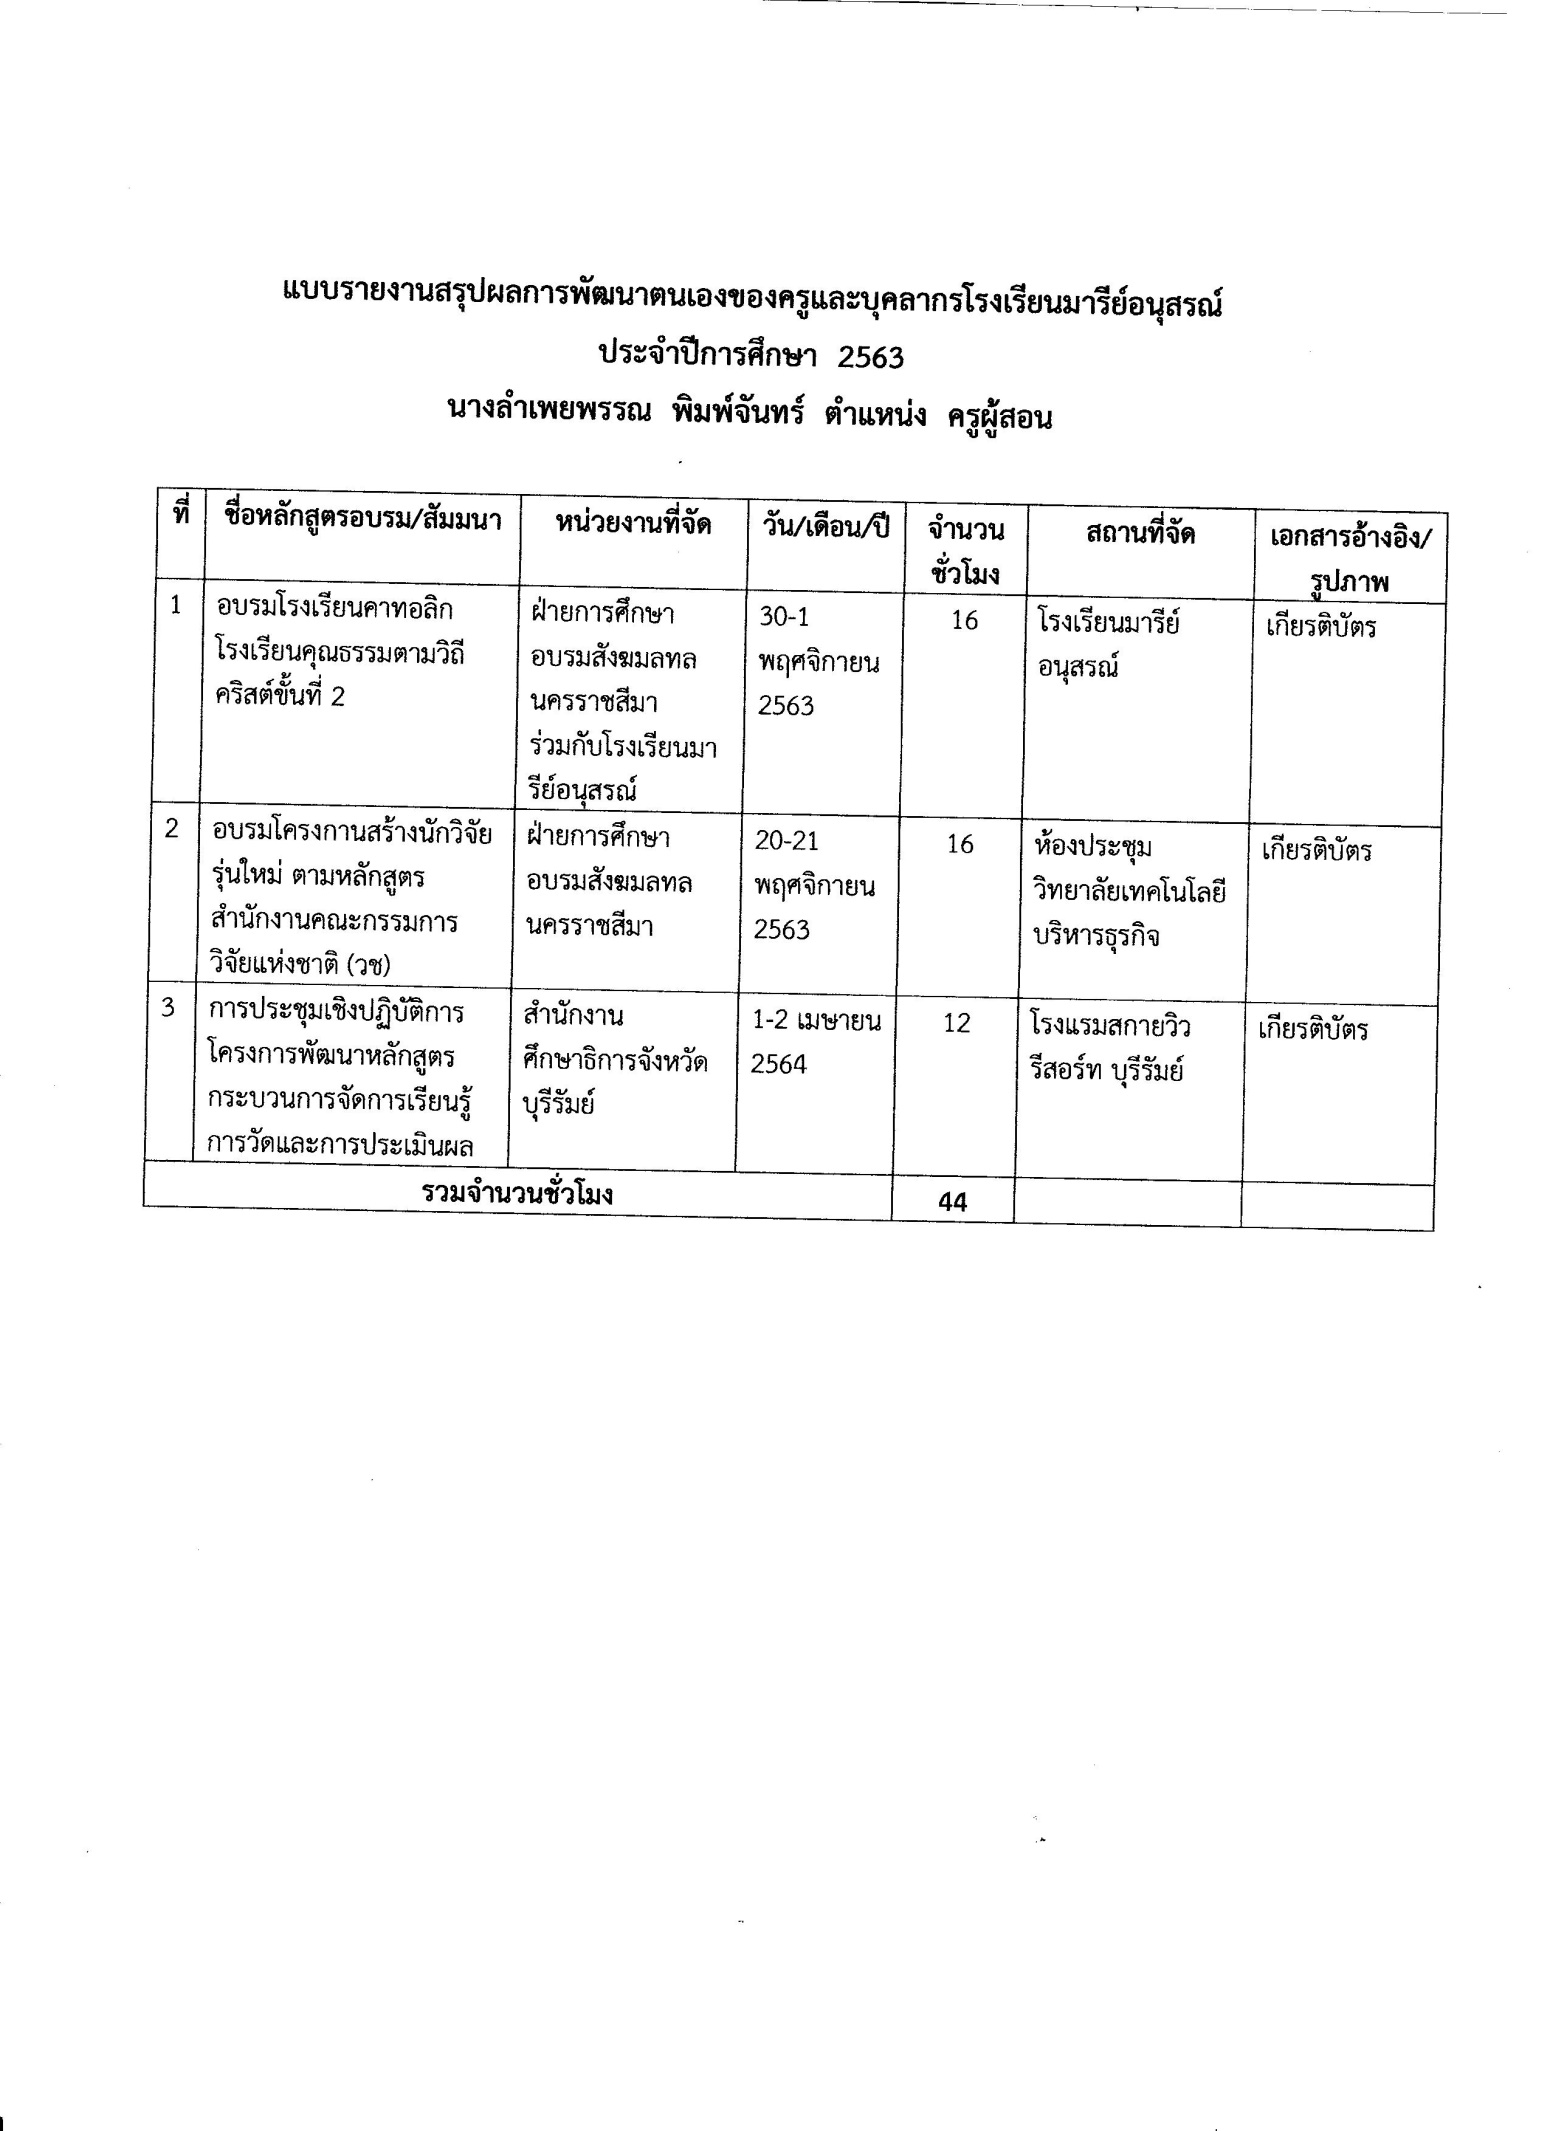 แบบรายงานสรุปผลการพัฒนาตนเองของครูและบุคลากรโรงเรียนมารีย์อนุสรณ์
ประจำปีการศึกษา 2563
นางลำเพยพรรณ พิมพ์จันทร์ ตำแหน่ง ครูผู้สอน
ที่
ชื่อหลักสูตรอบรม/สัมมนา
หน่วยงานที่จัด
วัน/เดือน/ปี
จำนวน
ชั่วโมง
สถานที่จัด
เอกสารอ้างอิง/
รูปภาพ
1
อบรมโรงเรียนคาทอลิก
โรงเรียนคุณธรรมตามวิถี
คริสต์ขั้นที่ 2
ฝ่ายการศึกษา
อบรมสังฆมลทล
นครราชสีมา
ร่วมกับโรงเรียนมา
รีย์อนุสรณ์
30-1
พฤศจิกายน
2563
16
โรงเรียนมารีย์
อนุสรณ์
เกียรติบัตร
2
อบรมโครงกานสร้างนักวิจัย
รุ่นใหม่ ตามหลักสูตร
สำนักงานคณะกรรมการ
วิจัยแห่งชาติ (วช)
ฝ่ายการศึกษา
อบรมสังฆมลทล
นครราชสีมา
20-21
พฤศจิกายน
2563
16
ห้องประชุม
วิทยาลัยเทคโนโลยี
บริหารธุรกิจ
เกียรติบัตร
3
การประชุมเชิงปฏิบัติการ
โครงการพัฒนาหลักสูตร
กระบวนการจัดการเรียนรู้
การวัดและการประเมินผล
สำนักงาน
ศึกษาธิการจังหวัด
บุรีรัมย์
1-2 เมษายน
2564
12
โรงแรมสกายวิว
รีสอร์ท บุรีรัมย์
เกียรติบัตร
รวมจำนวนชั่วโมง
44